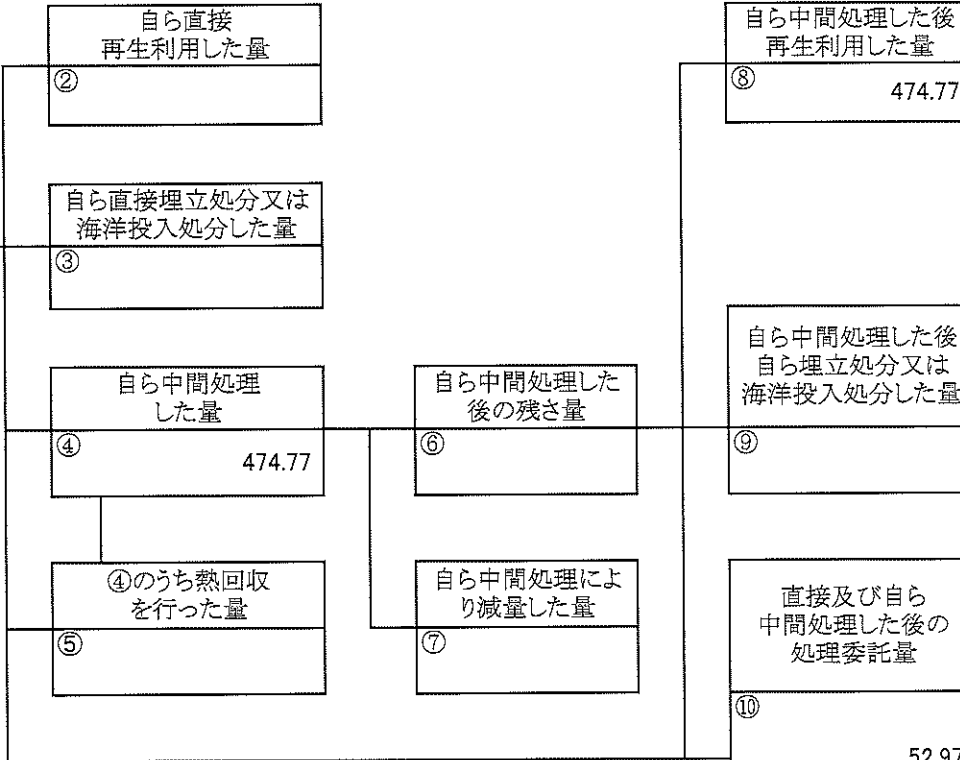 自ら直接
再生利用した量
②
自ら直接埋立処分又は
海洋投入処分した量
③
自ら中間処理
した量
④
474.77
④のうち熱回収
を行った量
⑤
自ら中間処理した
後の残さ量
⑥
自ら中間処理によ
り減量した量
⑦
自ら中間処理した後
再生利用した量
⑧
474.77
自ら中間処理した後
自ら埋立処分又は
海洋投入処分した量
⑨
直接及び自ら
中間処理した後の
処理委託量
⑩
52.97